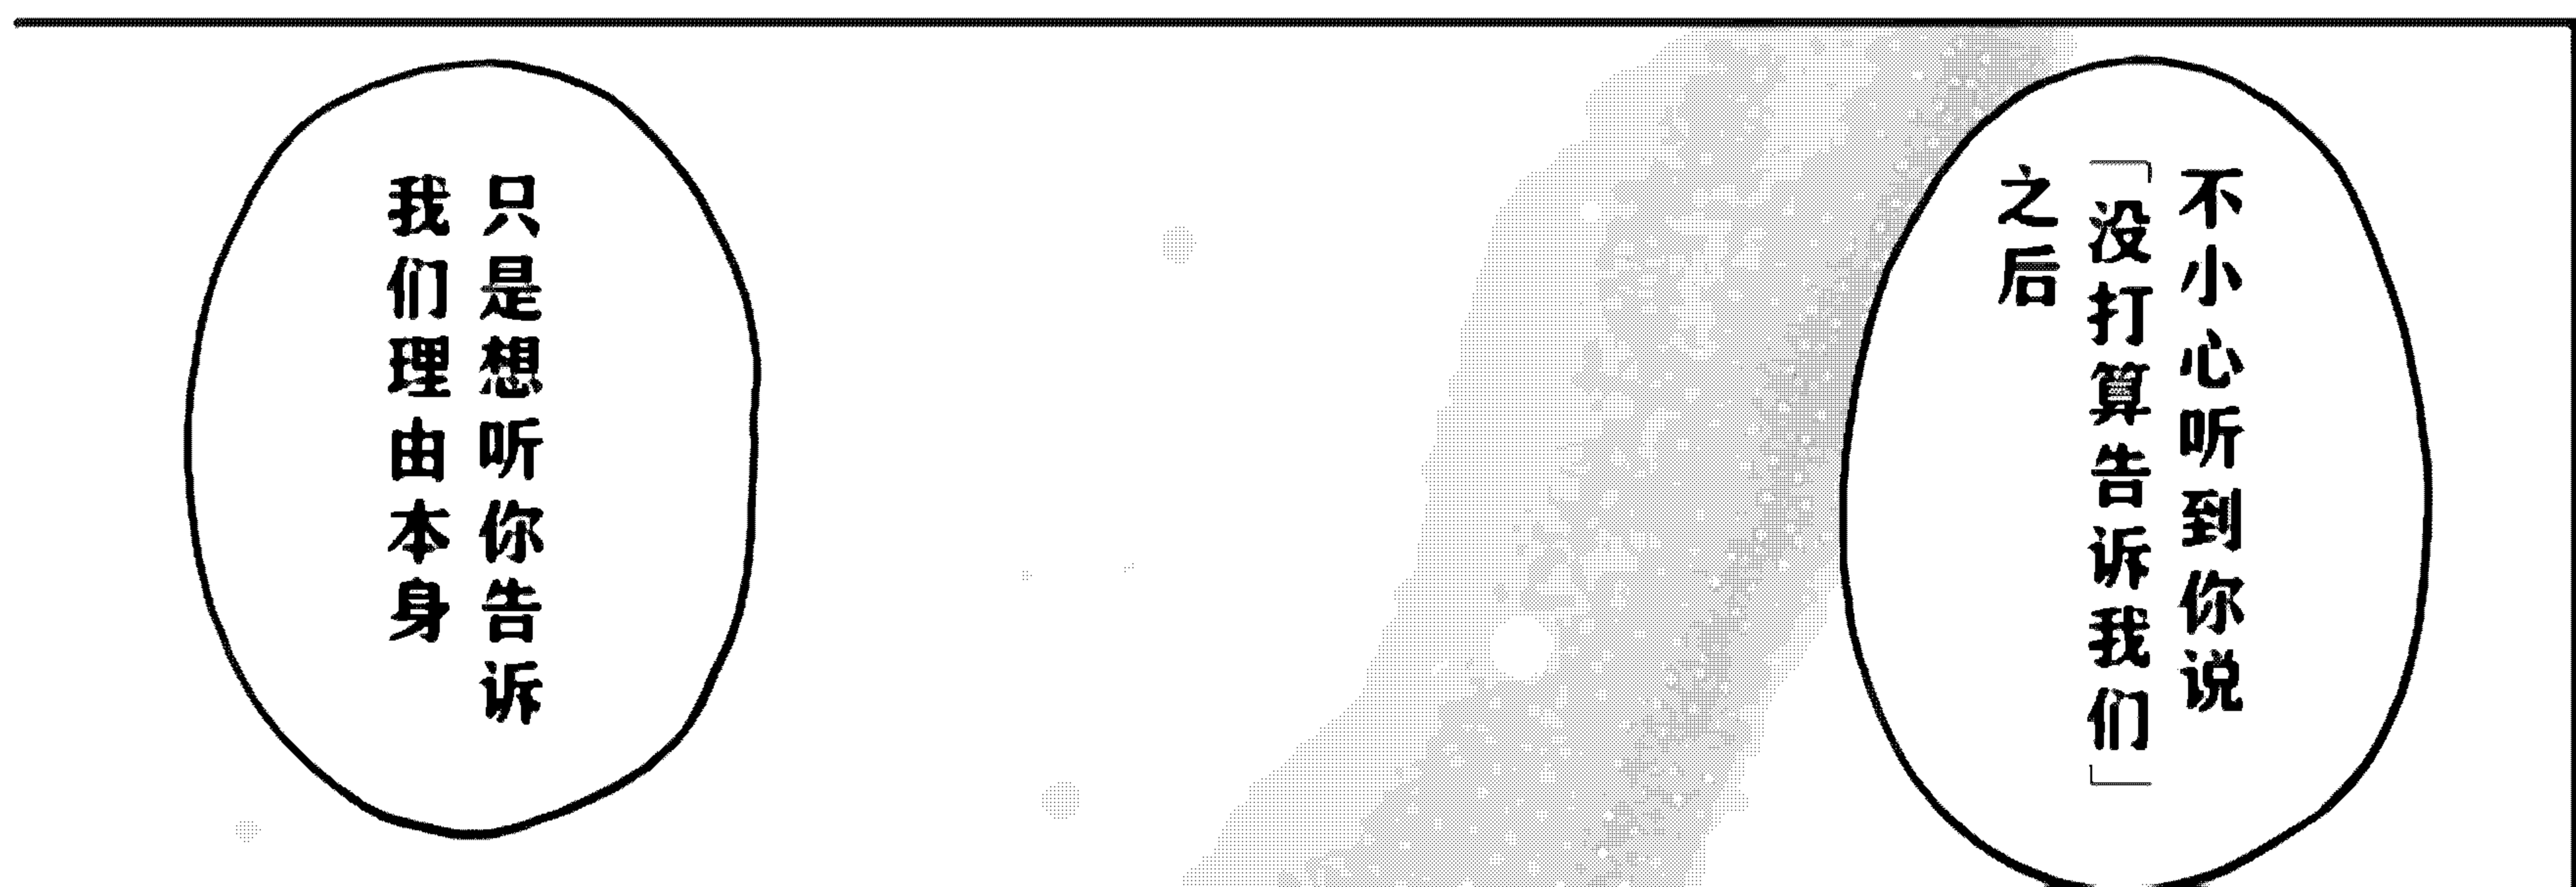 不小心听到你说
「没打算告诉我们」
之后
只是想听你告诉
我们理由本身